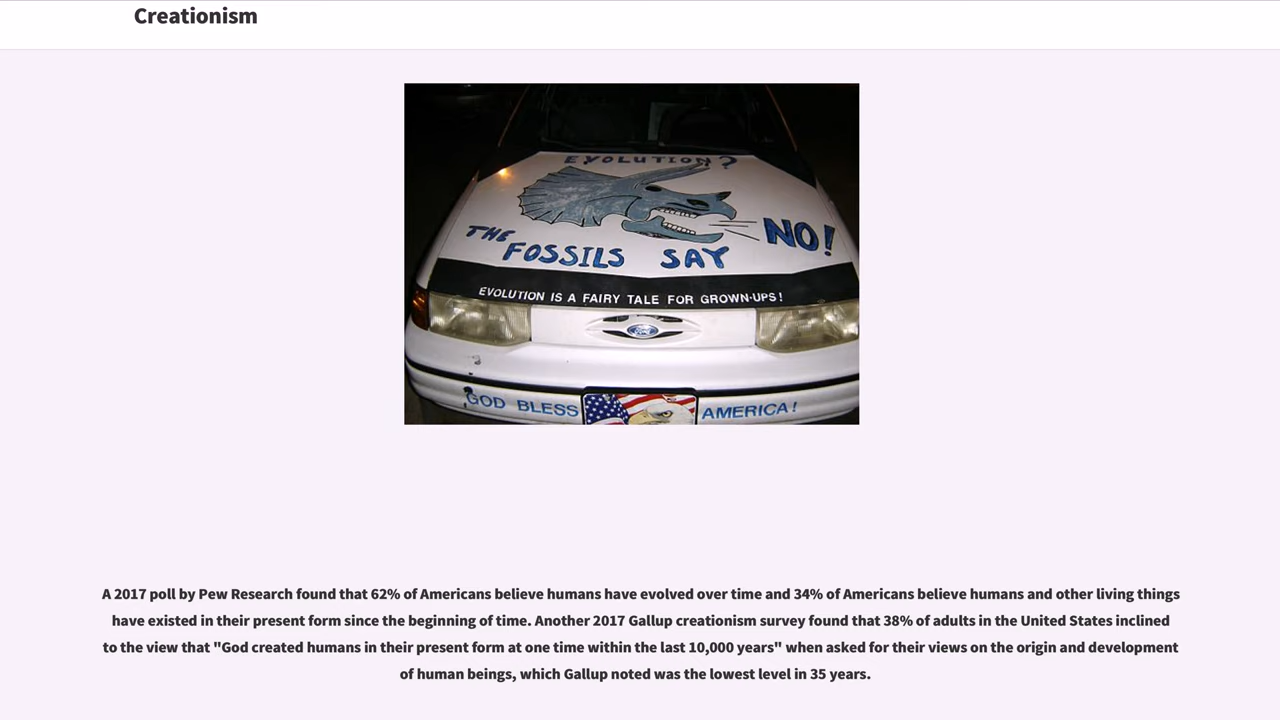 Creationism
EVOLUTION?
THE
FOSSILS SAY
NO!
EVOLUTION IS A FAIRY TALE FOR GROWN-UPS!
Ford
GOD BLESS
AMERICA!
A 2017 poll by Pew Research found that 62% of Americans believe humans have evolved over time and 34% of Americans believe humans and other living things
have existed in their present form since the beginning of time. Another 2017 Gallup creationism survey found that 38% of adults in the United States inclined
to the view that "God created humans in their present form at one time within the last 10,000 years" when asked for their views on the origin and development
of human beings, which Gallup noted was the lowest level in 35 years.